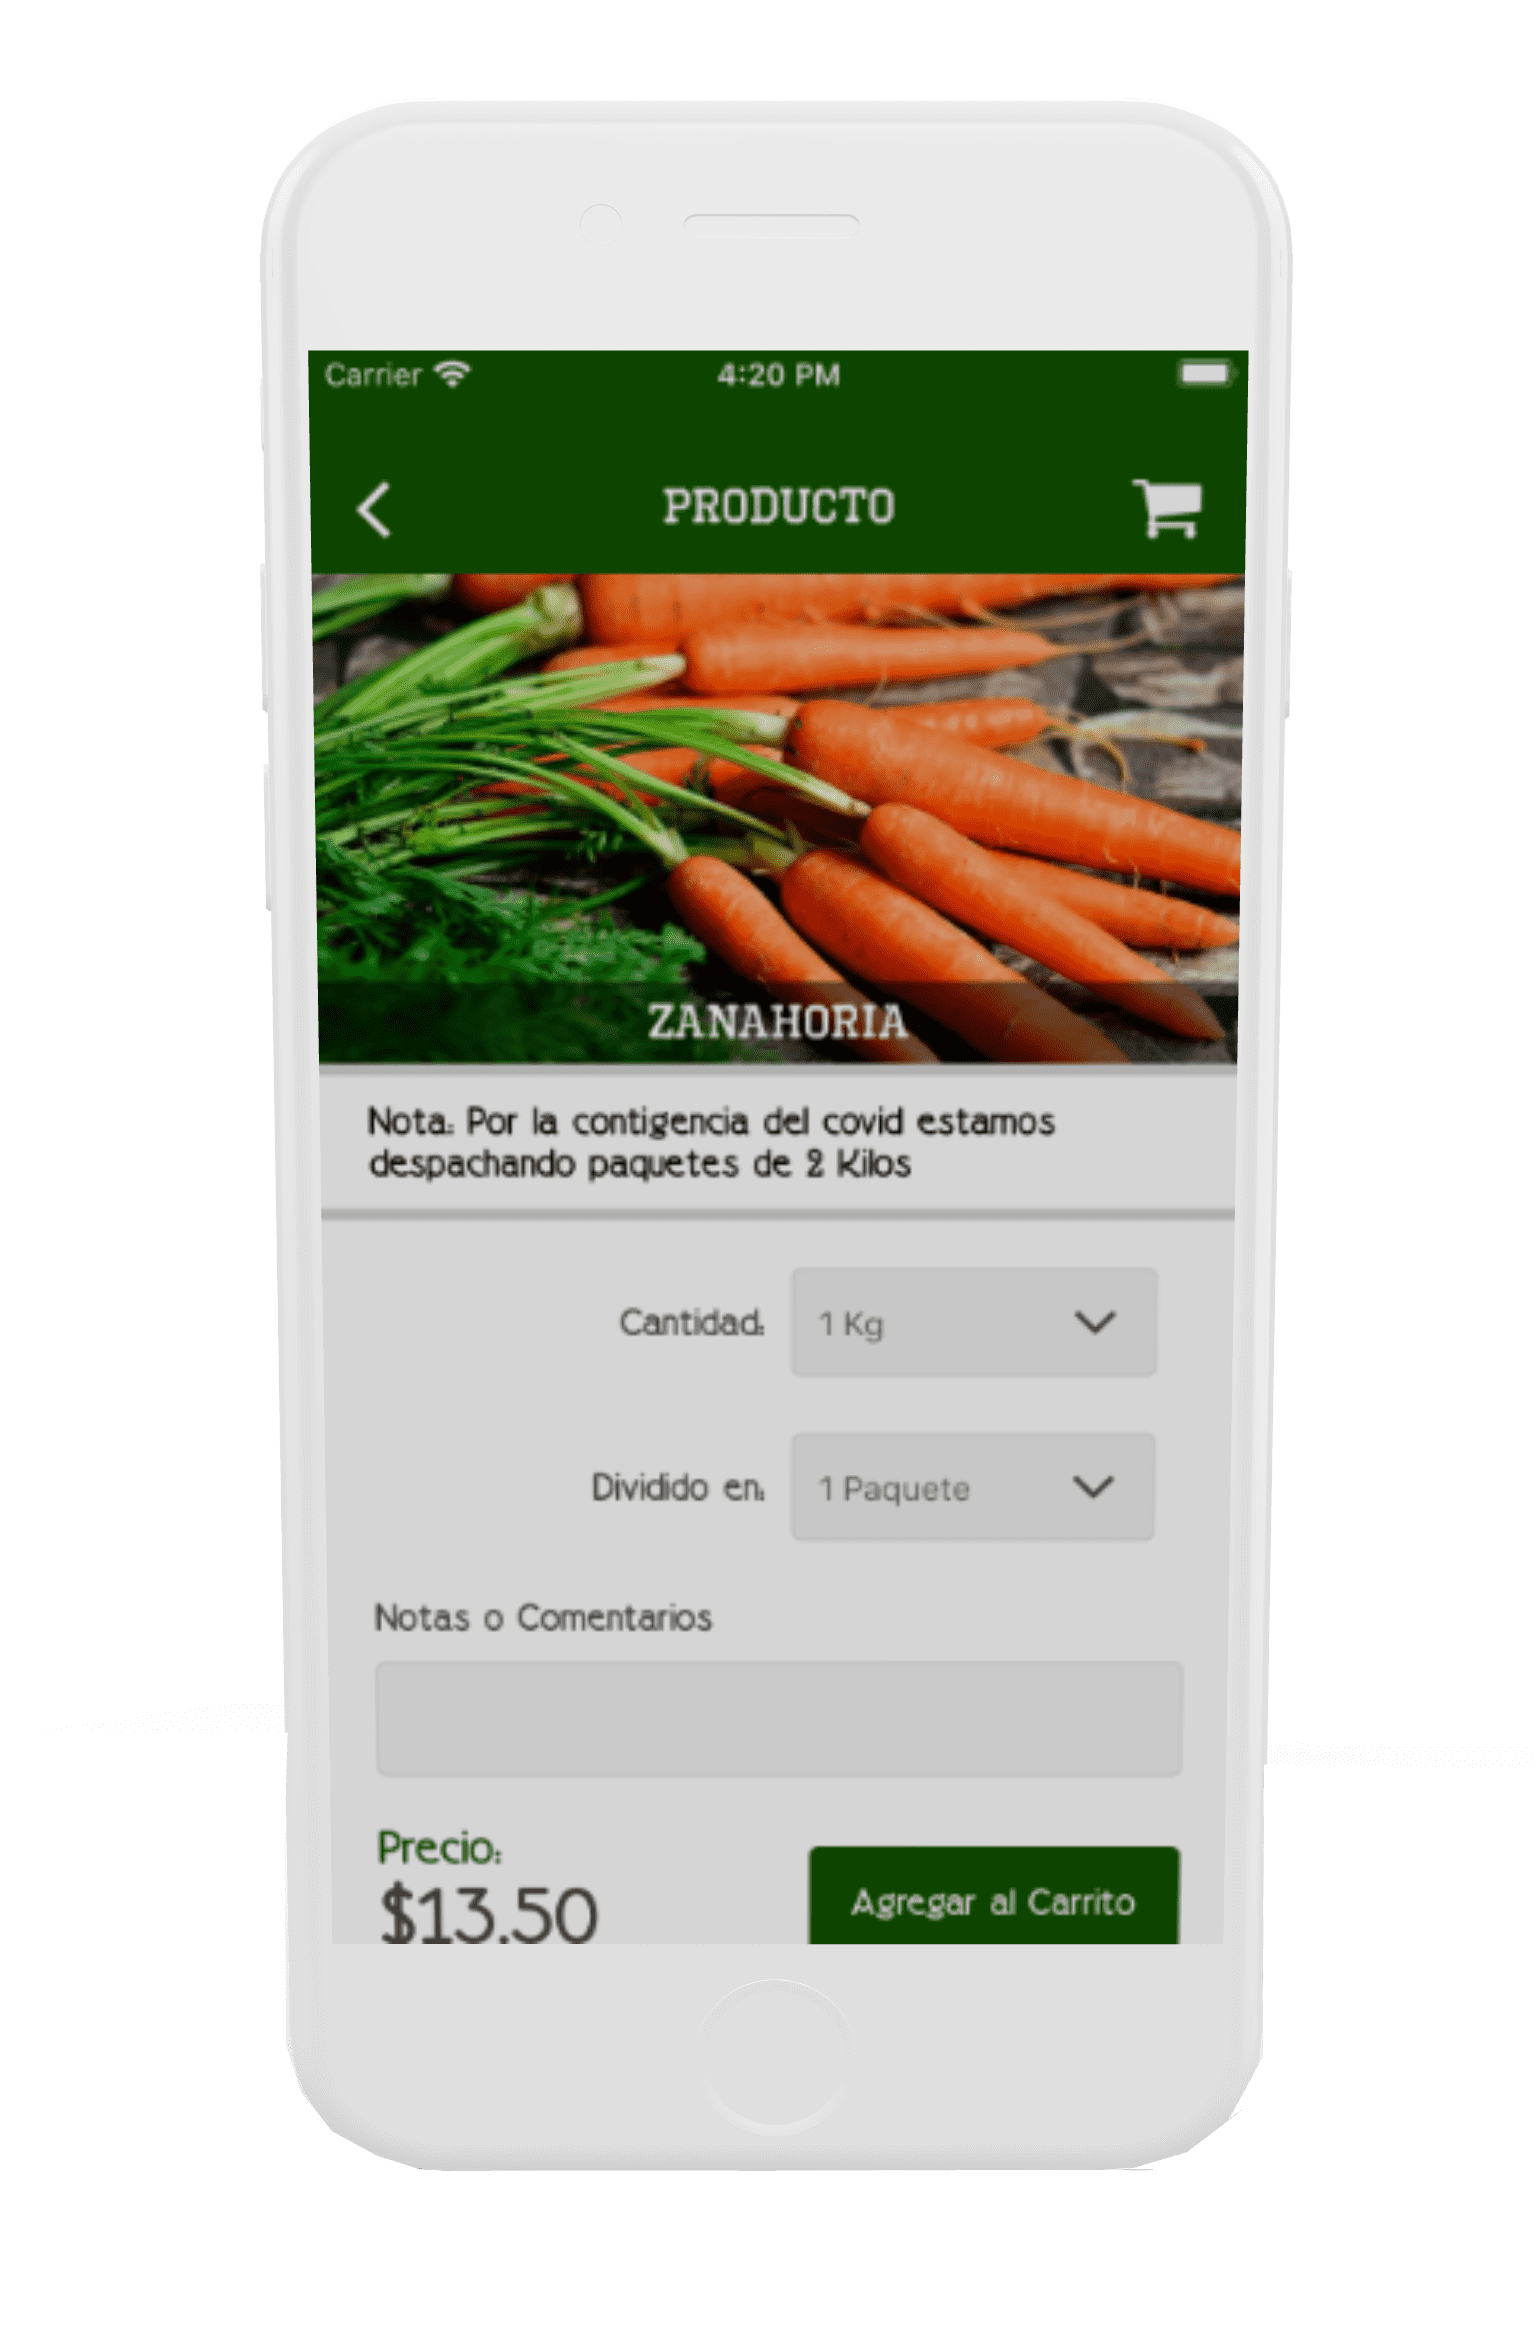 Carrier
4:20 PM
PRODUCTO
ZANAHORIA
Nota: Por la contigencia del covid estamos
despachando paquetes de 2 Kilos
Cantidad: 1 Kg
Dividido en: 1 Paquete
Notas o Comentarios
Precio:
$13.50
Agregar al Carrito